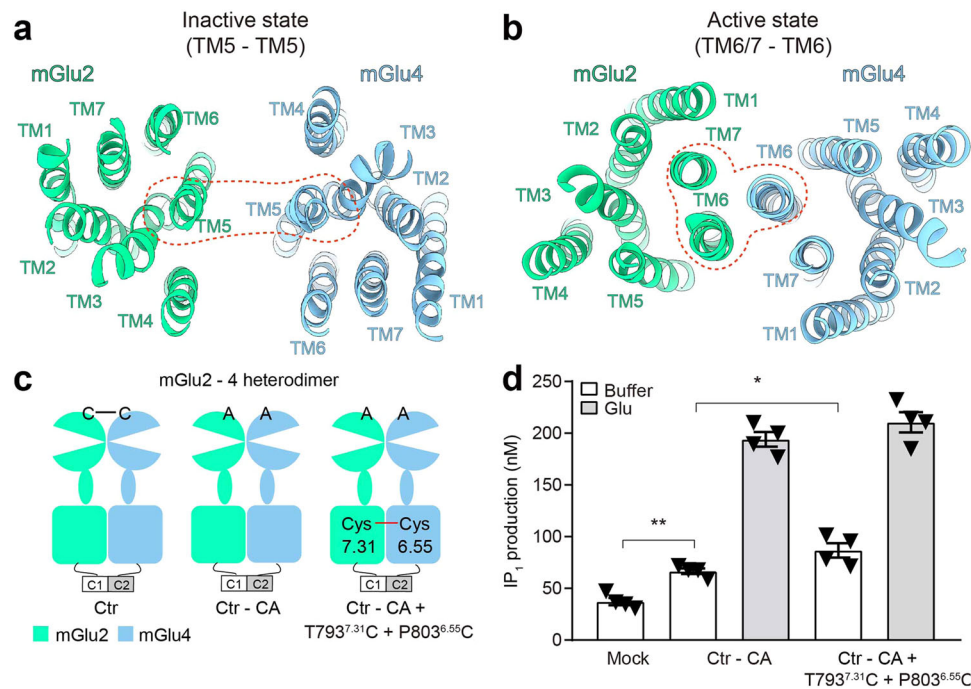 a
Inactive state
(TM5 - TM5)
mGlu2
mGlu4
TM7
TM6
TM1
TM5
TM2
TM3
TM4
TM4
TM3
TM2
TM5
TM1
TM6
TM7
b
Active state
(TM6/7 - TM6)
mGlu2
mGlu4
TM1
TM2
TM7
TM3
TM6
TM4
TM5
TM5
TM4
TM6
TM3
TM7
TM2
TM1
c
mGlu2 - 4 heterodimer
C C
A A
A A
Cys Cys
7.31 6.55
C1 C2
C1 C2
C1 C2
Ctr
Ctr - CA
Ctr - CA +
T793^7.31C + P803^6.55C
mGlu2
mGlu4
d
IP₁ production (nM)
250
200
150
100
50
0
Buffer
Glu
**
*
Mock
Ctr - CA
Ctr - CA +
T793^7.31C + P803^6.55C